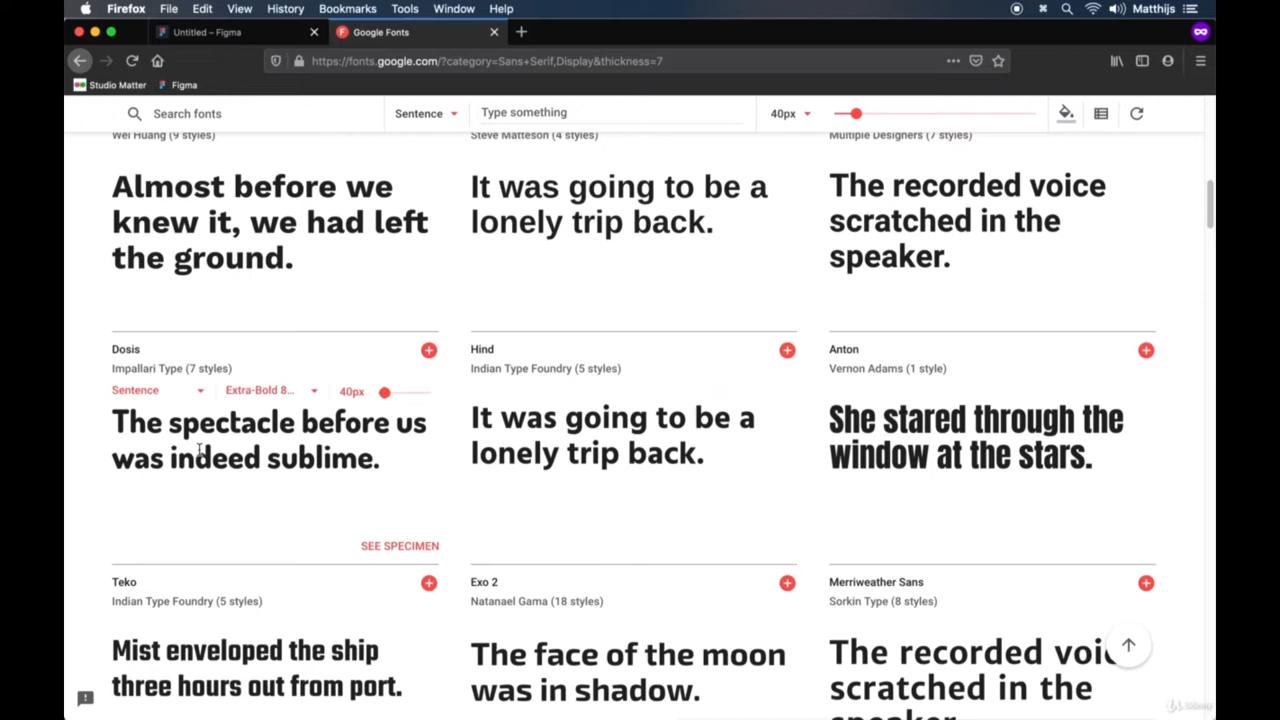 Firefox File Edit View History Bookmarks Tools Window Help Matthijs
Untitled – Figma Google Fonts
https://fonts.google.com/?category=Sans+Serif,Display&thickness=7
Studio Matter Figma
Search fonts Sentence Type something 40px
Wei Huang (9 styles) Steve Matteson (4 styles) Multiple Designers (7 styles)
Almost before we
knew it, we had left
the ground.
It was going to be a
lonely trip back.
The recorded voice
scratched in the
speaker.
Dosis
Impallari Type (7 styles)
Sentence Extra-Bold 8... 40px
The spectacle before us
was indeed sublime.
SEE SPECIMEN
Hind
Indian Type Foundry (5 styles)
It was going to be a
lonely trip back.
Anton
Vernon Adams (1 style)
She stared through the
window at the stars.
Teko
Indian Type Foundry (5 styles)
Mist enveloped the ship
three hours out from port.
Exo 2
Natanael Gama (18 styles)
The face of the moon
was in shadow.
Merriweather Sans
Sorkin Type (8 styles)
The recorded voic
scratched in the
speaker.
Udemy